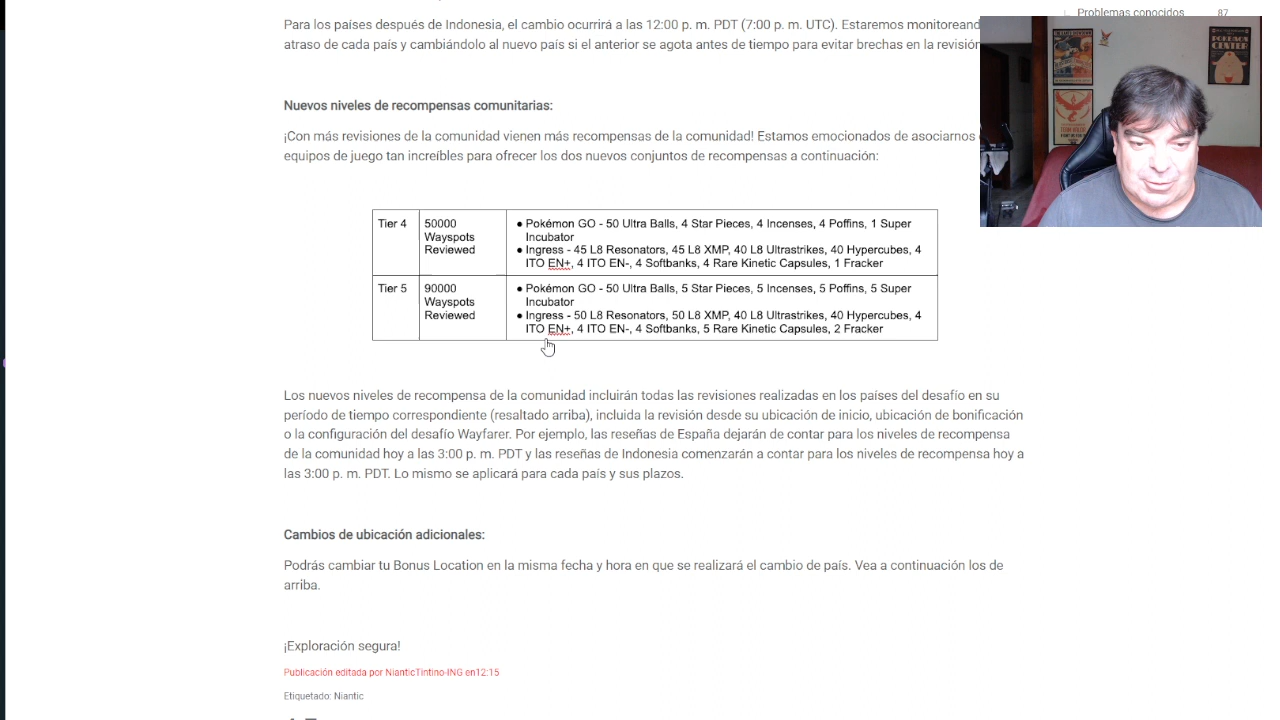 Problemas conocidos 87
Para los países después de Indonesia, el cambio ocurrirá a las 12:00 p. m. PDT (7:00 p. m. UTC). Estaremos monitoreand
atraso de cada país y cambiándolo al nuevo país si el anterior se agota antes de tiempo para evitar brechas en la revisión
Nuevos niveles de recompensas comunitarias:
¡Con más revisiones de la comunidad vienen más recompensas de la comunidad! Estamos emocionados de asociarnos
equipos de juego tan increíbles para ofrecer los dos nuevos conjuntos de recompensas a continuación:
Tier 4
50000
Wayspots
Reviewed
● Pokémon GO - 50 Ultra Balls, 4 Star Pieces, 4 Incenses, 4 Poffins, 1 Super
Incubator
● Ingress - 45 L8 Resonators, 45 L8 XMP, 40 L8 Ultrastrikes, 40 Hypercubes, 4
ITO EN+, 4 ITO EN-, 4 Softbanks, 4 Rare Kinetic Capsules, 1 Fracker
Tier 5
90000
Wayspots
Reviewed
● Pokémon GO - 50 Ultra Balls, 5 Star Pieces, 5 Incenses, 5 Poffins, 5 Super
Incubator
● Ingress - 50 L8 Resonators, 50 L8 XMP, 40 L8 Ultrastrikes, 40 Hypercubes, 4
ITO EN+, 4 ITO EN-, 4 Softbanks, 5 Rare Kinetic Capsules, 2 Fracker
Los nuevos niveles de recompensa de la comunidad incluirán todas las revisiones realizadas en los países del desafío en su
período de tiempo correspondiente (resaltado arriba), incluida la revisión desde su ubicación de inicio, ubicación de bonificación
o la configuración del desafío Wayfarer. Por ejemplo, las reseñas de España dejarán de contar para los niveles de recompensa
de la comunidad hoy a las 3:00 p. m. PDT y las reseñas de Indonesia comenzarán a contar para los niveles de recompensa hoy a
las 3:00 p. m. PDT. Lo mismo se aplicará para cada país y sus plazos.
Cambios de ubicación adicionales:
Podrás cambiar tu Bonus Location en la misma fecha y hora en que se realizará el cambio de país. Vea a continuación los de
arriba.
¡Exploración segura!
Publicación editada por NianticTintino-ING en12:15
Etiquetado: Niantic
POKEMON
CENTER